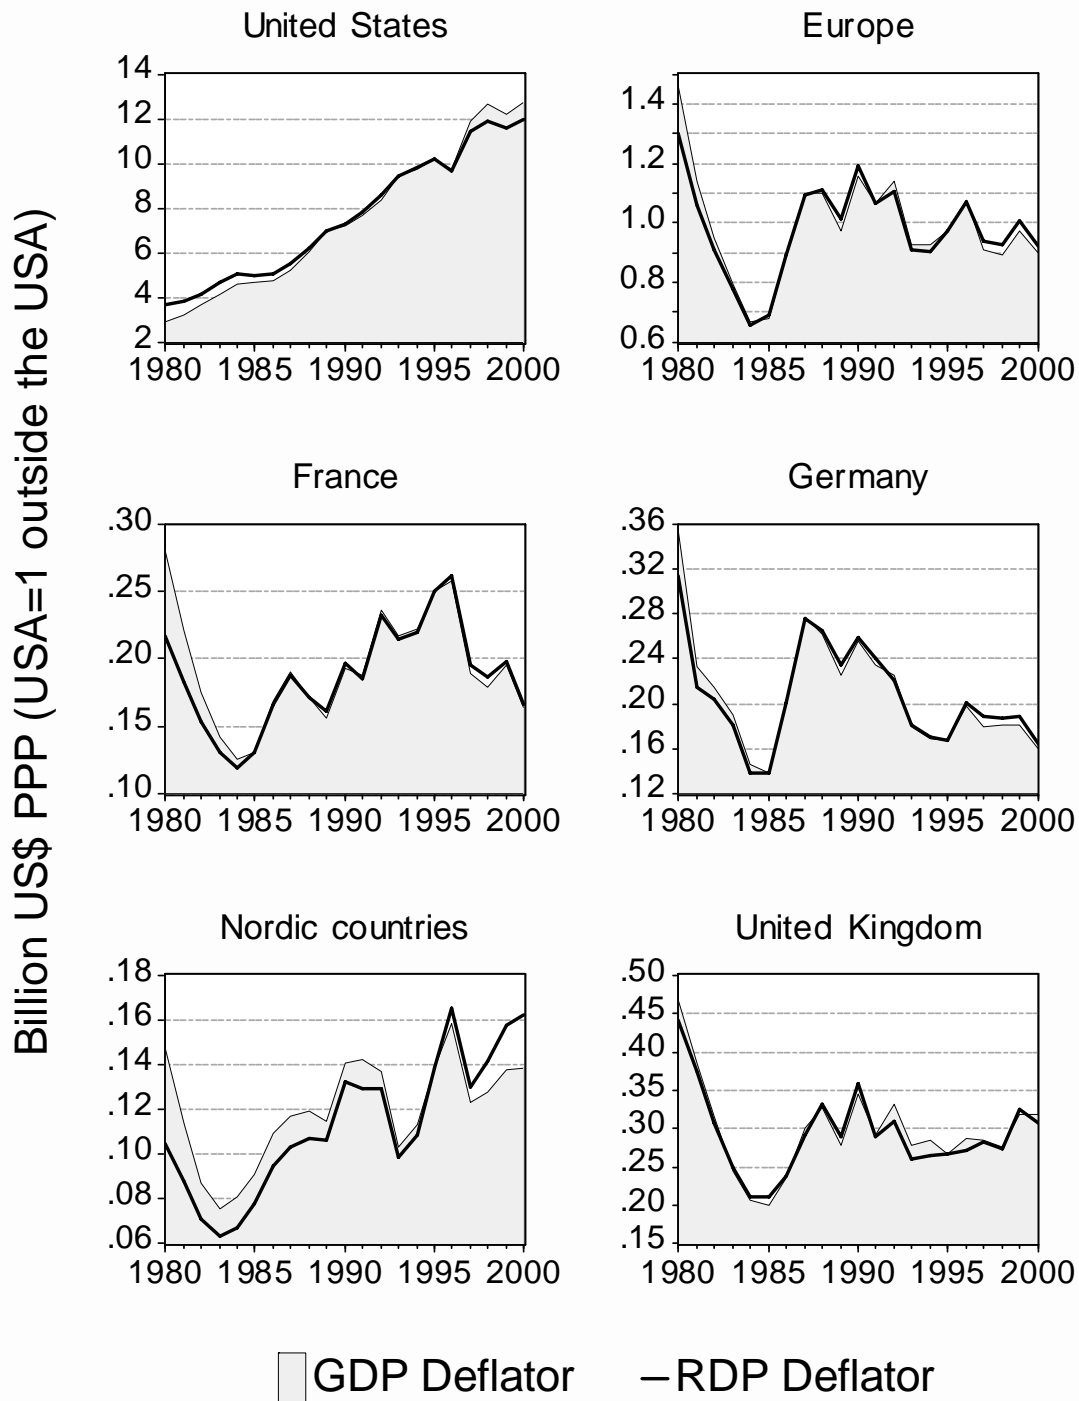 Billion US$ PPP (USA=1 outside the USA)
United States
14
12
10
8
6
4
2
1980 1985 1990 1995 2000
Europe
1.4
1.2
1.0
0.8
0.6
1980 1985 1990 1995 2000
France
.30
.25
.20
.15
.10
1980 1985 1990 1995 2000
Germany
.36
.32
.28
.24
.20
.16
.12
1980 1985 1990 1995 2000
Nordic countries
.18
.16
.14
.12
.10
.08
.06
1980 1985 1990 1995 2000
United Kingdom
.50
.45
.40
.35
.30
.25
.20
.15
1980 1985 1990 1995 2000
GDP Deflator
RDP Deflator